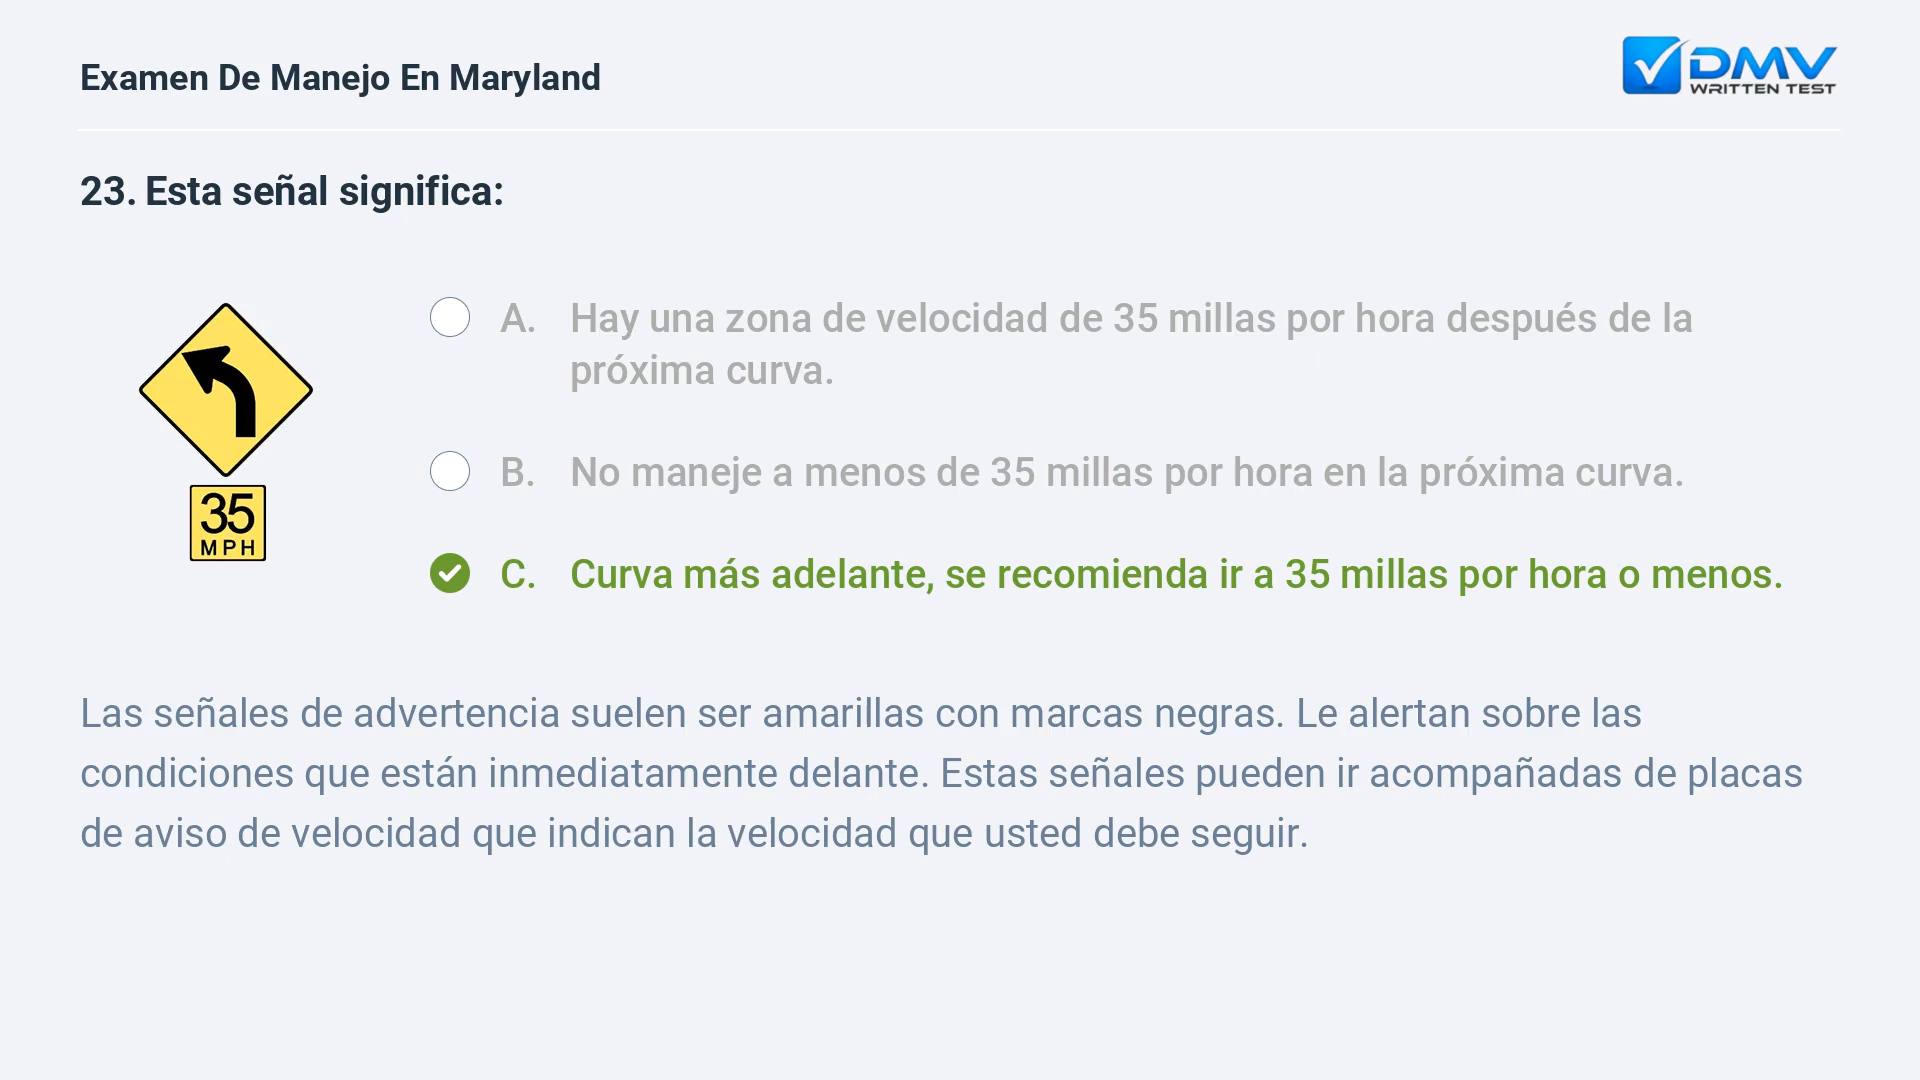 Examen De Manejo En Maryland
DMV
WRITTEN TEST
23. Esta señal significa:
35
MPH
A. Hay una zona de velocidad de 35 millas por hora después de la
próxima curva.
B. No maneje a menos de 35 millas por hora en la próxima curva.
C. Curva más adelante, se recomienda ir a 35 millas por hora o menos.
Las señales de advertencia suelen ser amarillas con marcas negras. Le alertan sobre las
condiciones que están inmediatamente delante. Estas señales pueden ir acompañadas de placas
de aviso de velocidad que indican la velocidad que usted debe seguir.